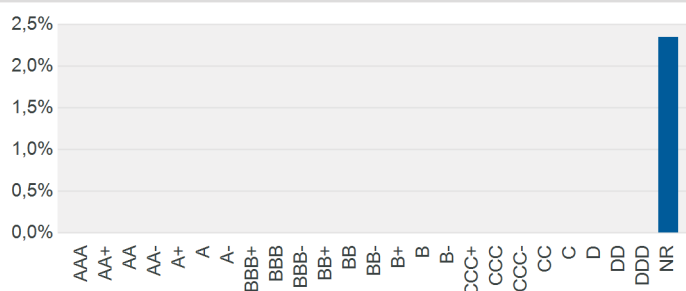 2,5%
2,0%
1,5%
1,0%
0,5%
0,0%
AAA
AA+
AA
AA-
A+
A
A-
BBB+
BBB
BBB-
BB+
BB
BB-
B+
B
B-
CCC+
CCC
CCC-
CC
C
D
DD
DDD
NR